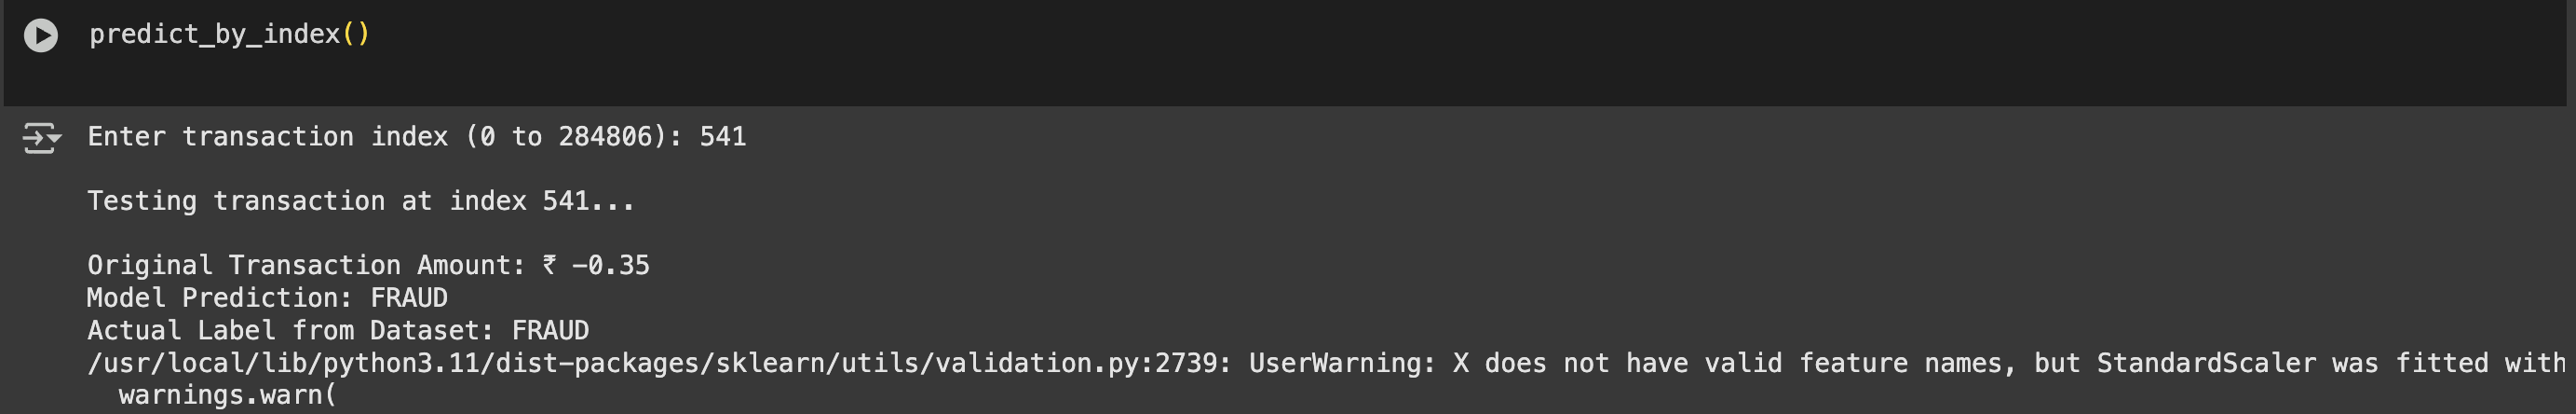 predict_by_index()
Enter transaction index (0 to 284806): 541
Testing transaction at index 541...
Original Transaction Amount: ₹ -0.35
Model Prediction: FRAUD
Actual Label from Dataset: FRAUD
/usr/local/lib/python3.11/dist-packages/sklearn/utils/validation.py:2739: UserWarning: X does not have valid feature names, but StandardScaler was fitted with
warnings.warn(